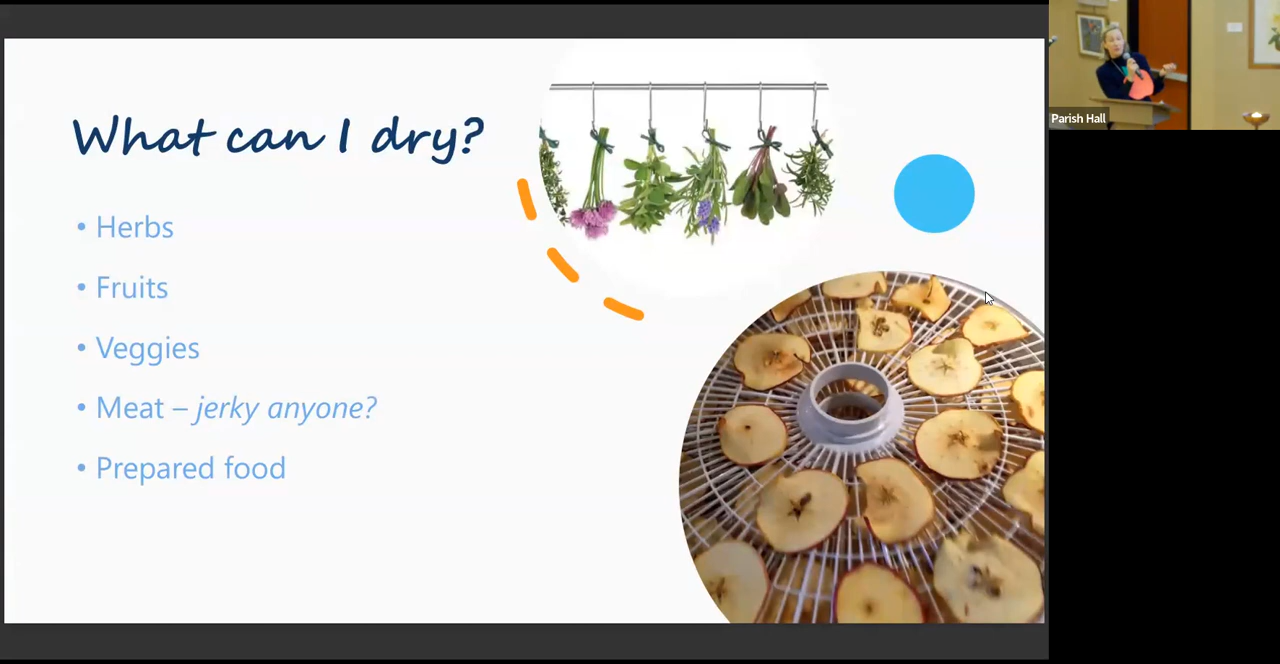 What can I dry?
• Herbs
• Fruits
• Veggies
• Meat – jerky anyone?
• Prepared food
Parish Hall